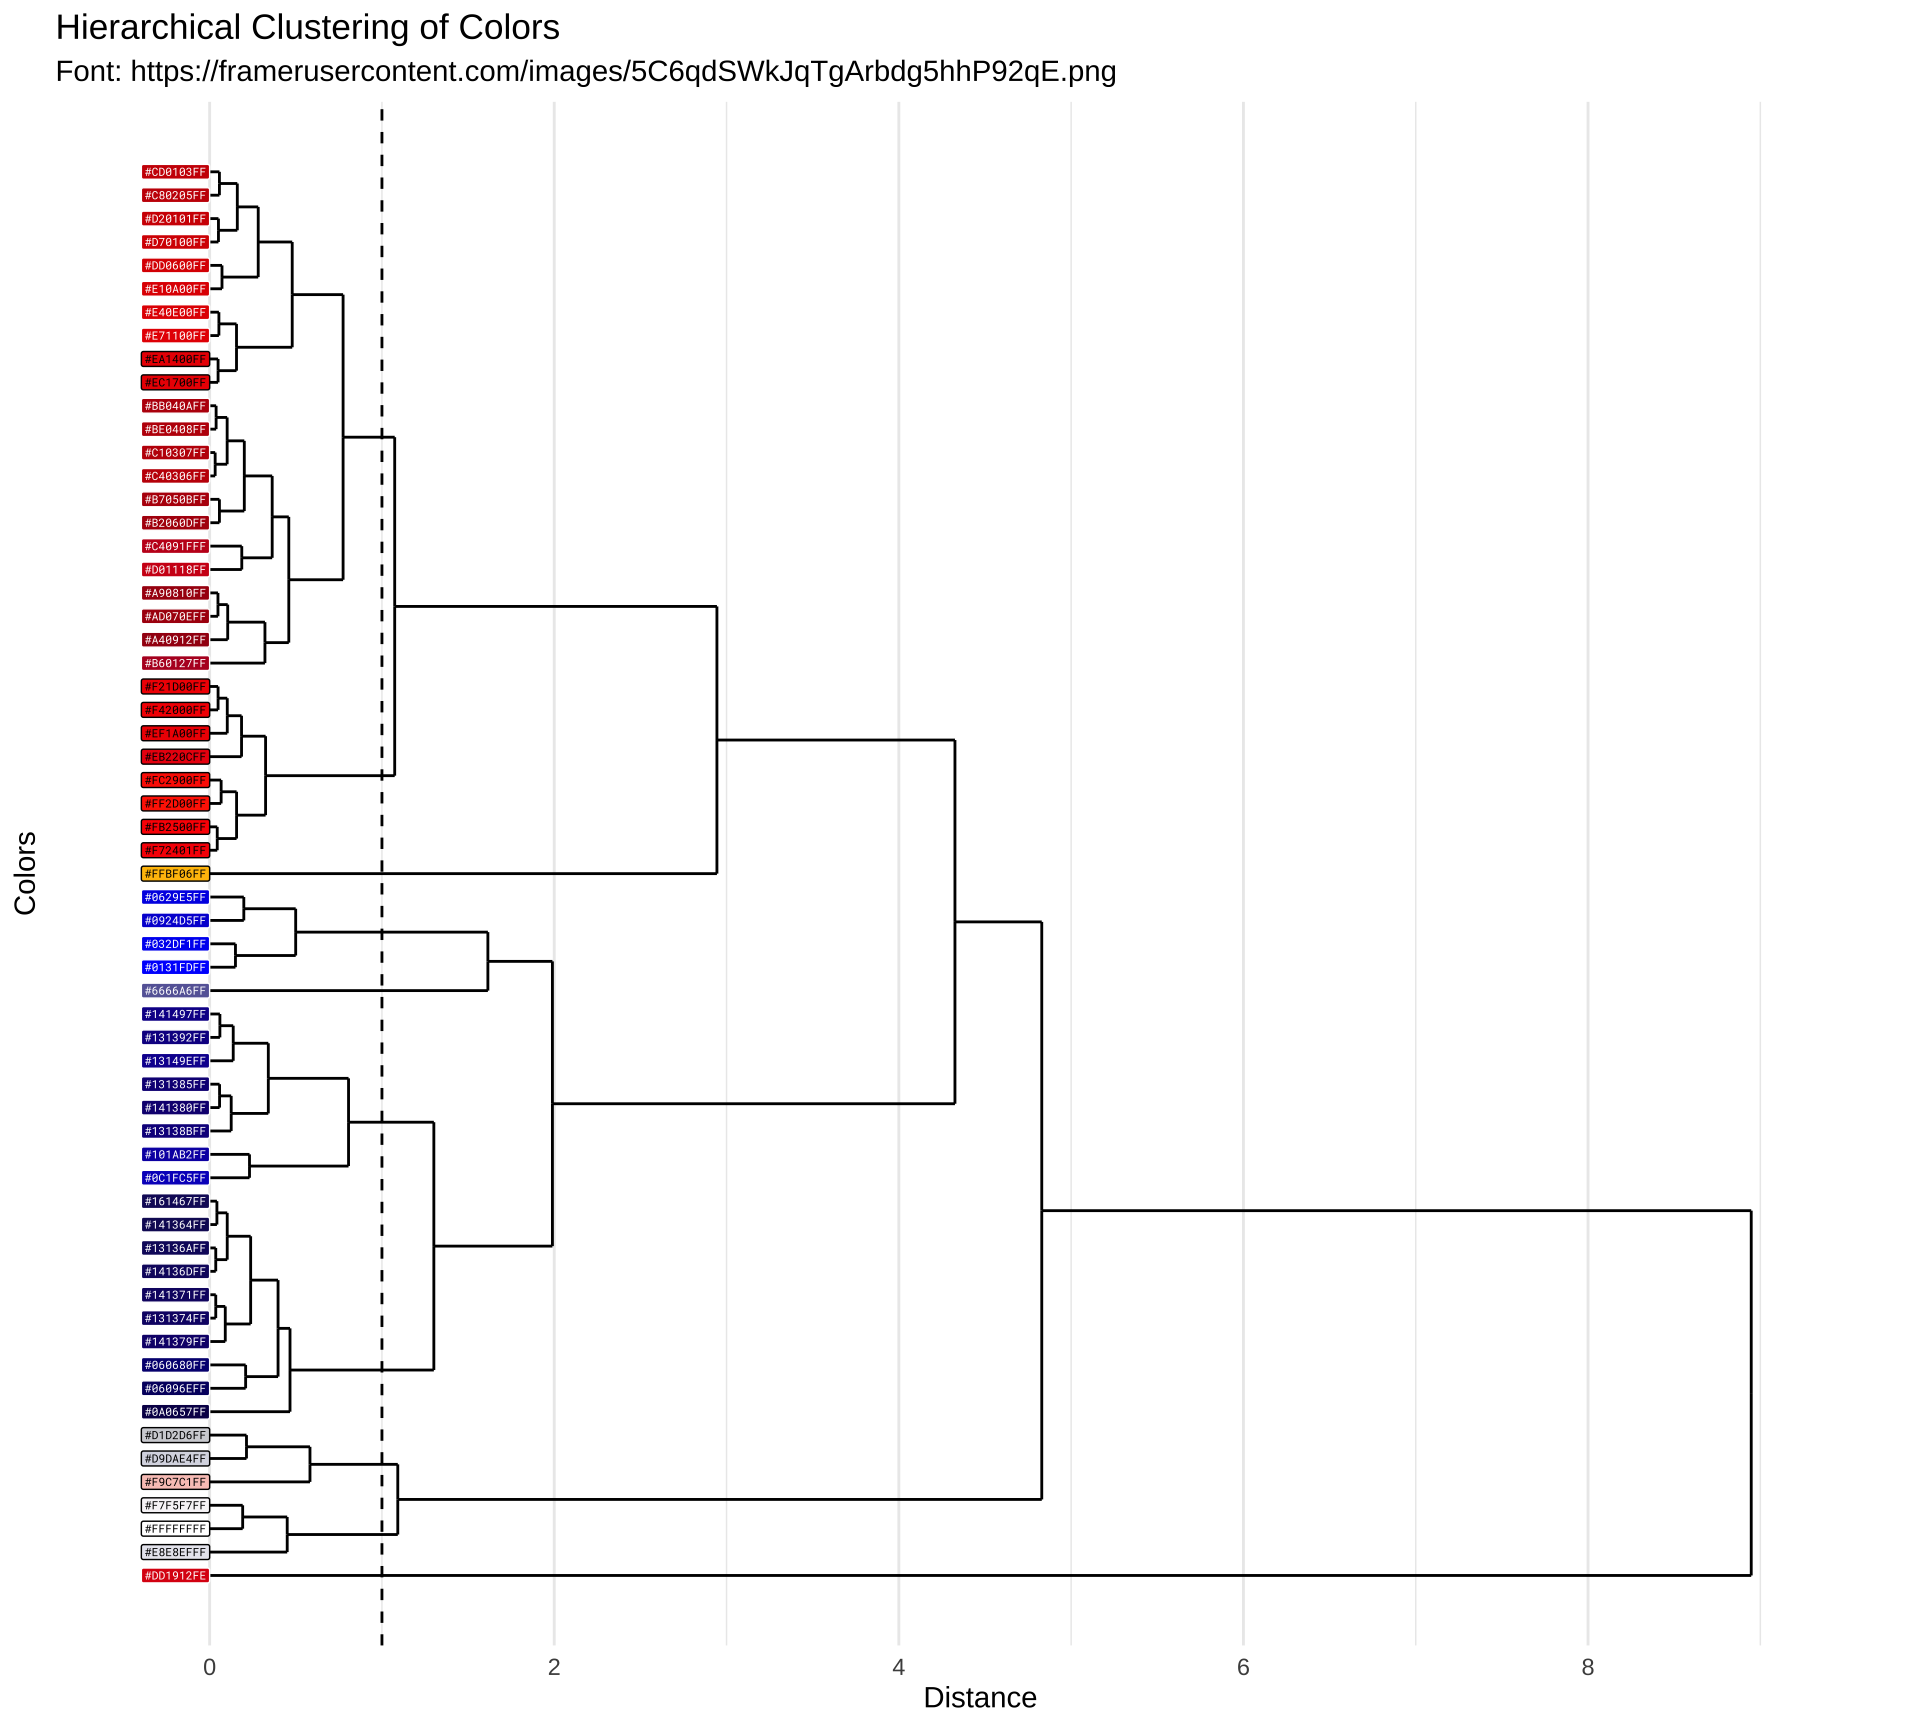 Hierarchical Clustering of Colors
Font: https://framerusercontent.com/images/5C6qdSWkJqTgArbdg5hhP92qE.png
Colors
#CD0103FF
#C80205FF
#D20101FF
#D70100FF
#DD0600FF
#E10A00FF
#E40E00FF
#E71100FF
#EA1400FF
#EC1700FF
#BB040AFF
#BE0408FF
#C10307FF
#C40306FF
#B7050BFF
#B2060DFF
#C4091FFF
#D01118FF
#A90810FF
#AD070EFF
#A40912FF
#B60127FF
#F21D00FF
#F42000FF
#EF1A00FF
#EB220CFF
#FC2900FF
#FF2D00FF
#FB2500FF
#F72401FF
#FFBF06FF
#0629E5FF
#0924D5FF
#032DF1FF
#0131FDFF
#6666A6FF
#141497FF
#131392FF
#13149EFF
#131385FF
#141380FF
#13138BFF
#101AB2FF
#0C1FC5FF
#161467FF
#141364FF
#13136AFF
#14136DFF
#141371FF
#131374FF
#141379FF
#060680FF
#06096EFF
#0A0657FF
#D1D2D6FF
#D9DAE4FF
#F9C7C1FF
#F7F5F7FF
#FFFFFFFF
#E8E8EFFF
#DD1912FE
0 2 4 6 8
Distance